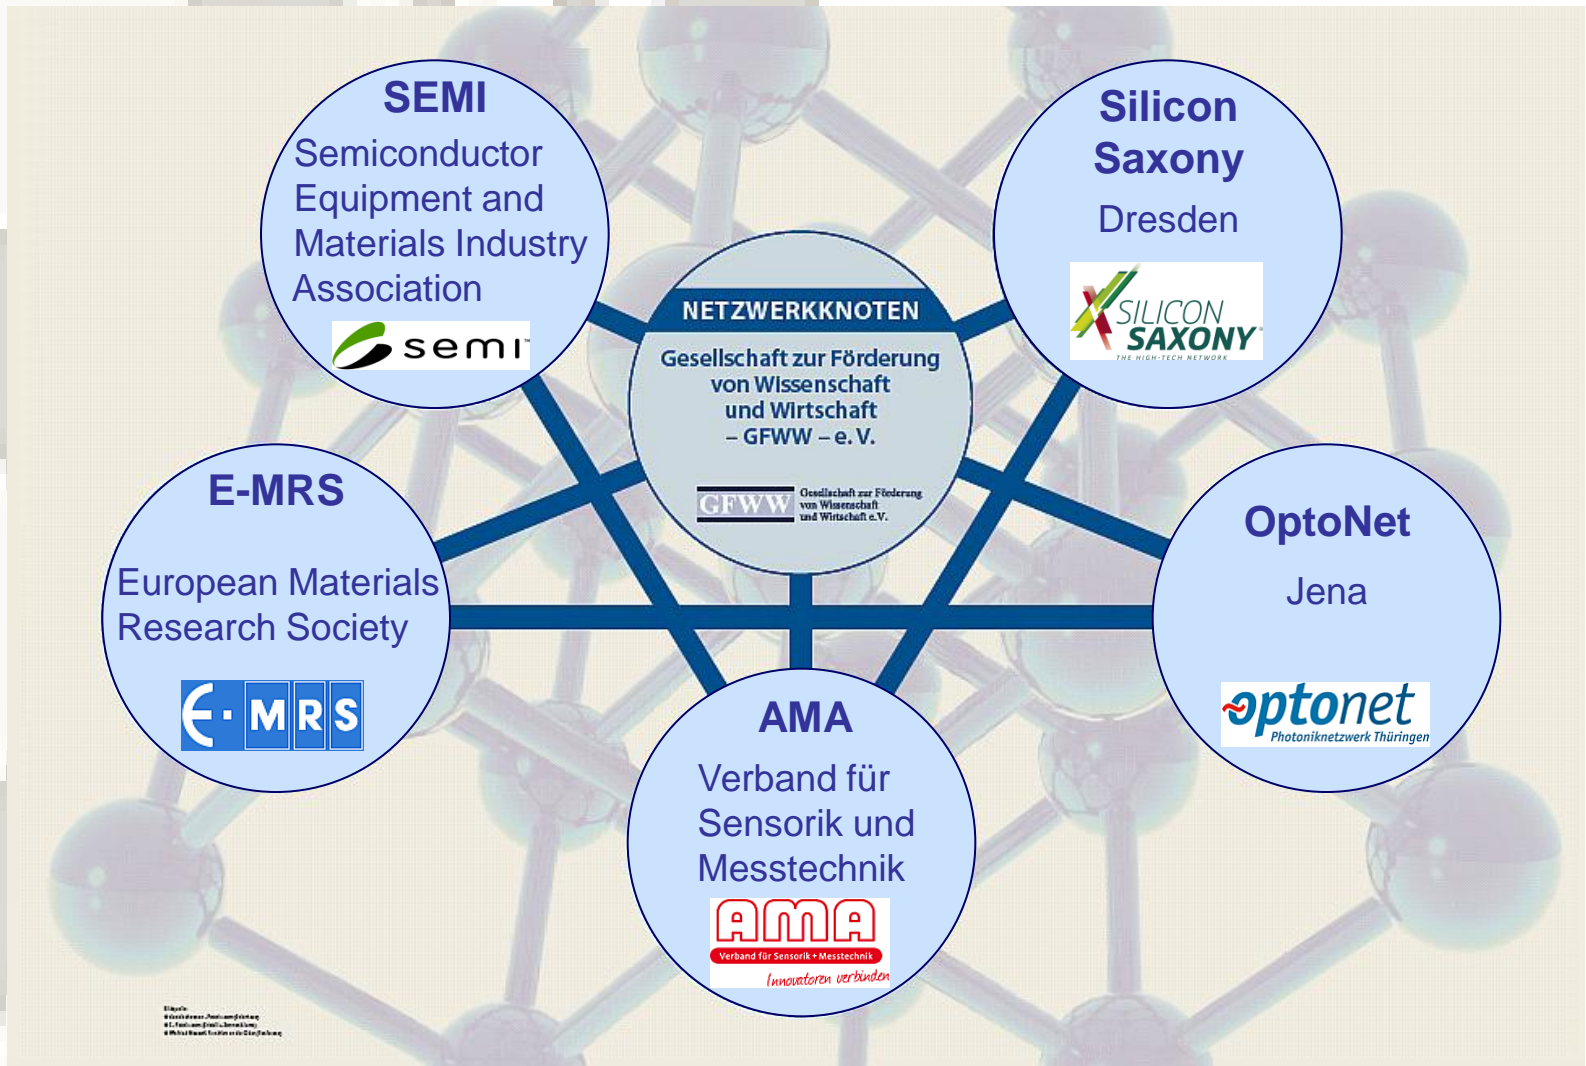 SEMI
Semiconductor
Equipment and
Materials Industry
Association
semi
Silicon
Saxony
Dresden
SILICON
SAXONY
THE HIGH-TECH NETWORK
NETZWERKKNOTEN
Gesellschaft zur Förderung
von Wissenschaft
und Wirtschaft
– GFWW – e. V.
GFWW
Gesellschaft zur Förderung
von Wissenschaft
und Wirtschaft e.V.
E-MRS
European Materials
Research Society
E·MRS
OptoNet
Jena
optonet
Photoniknetzwerk Thüringen
AMA
Verband für
Sensorik und
Messtechnik
AMA
Verband für Sensorik + Messtechnik
Innovatoren verbinden